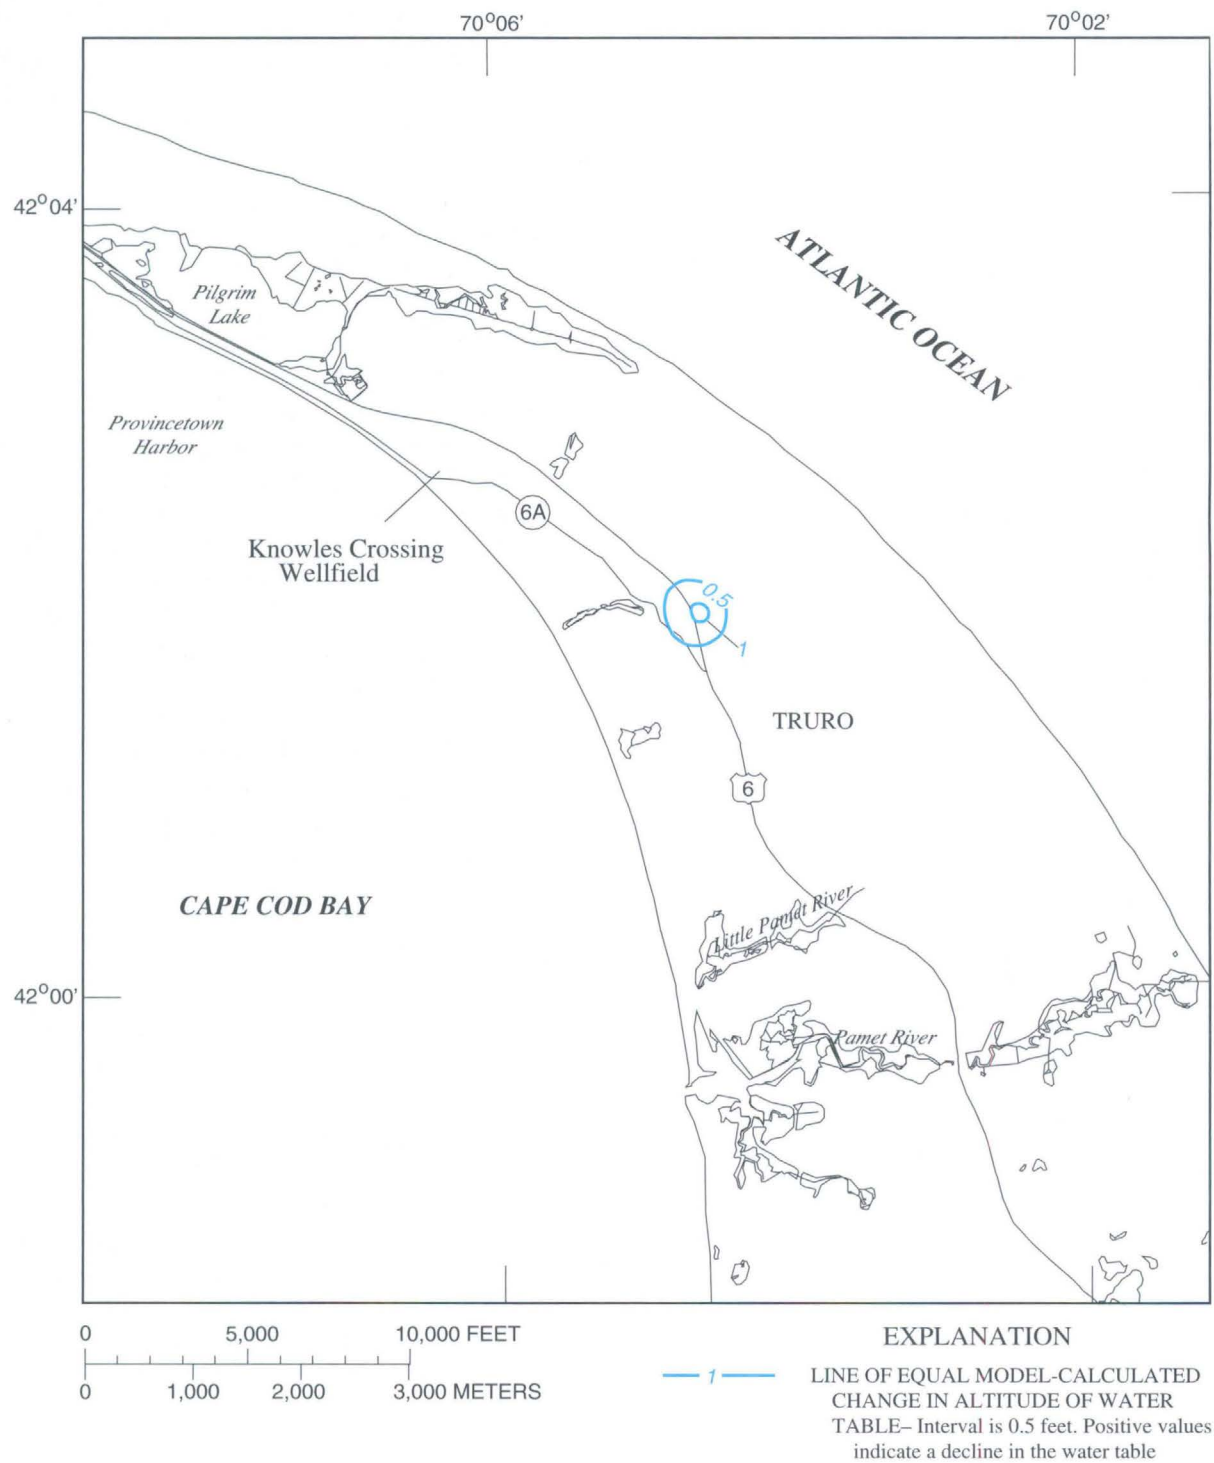 70°06'
70°02'
42°04'
ATLANTIC OCEAN
Pilgrim
Lake
Provincetown
Harbor
6A
Knowles Crossing
Wellfield
0.5
1
TRURO
6
CAPE COD BAY
Little Pamet River
42°00'
Pamet River
0 5,000 10,000 FEET
0 1,000 2,000 3,000 METERS
EXPLANATION
1
LINE OF EQUAL MODEL-CALCULATED
CHANGE IN ALTITUDE OF WATER
TABLE– Interval is 0.5 feet. Positive values
indicate a decline in the water table